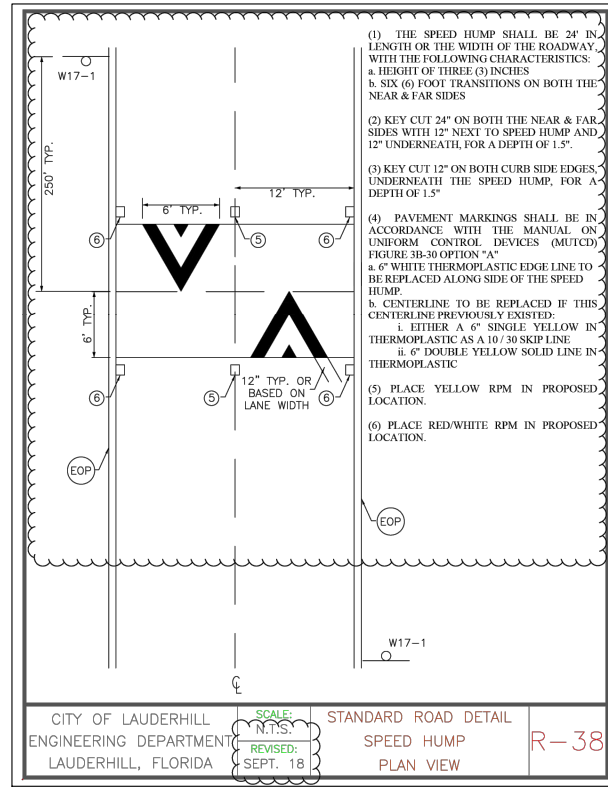 W17-1
250' TYP.
12' TYP.
6' TYP.
6
5
6
6' TYP.
6
5
12" TYP. OR
BASED ON
LANE WIDTH
6
EOP
EOP
W17-1
℄
(1) THE SPEED HUMP SHALL BE 24' IN
LENGTH OR THE WIDTH OF THE ROADWAY,
WITH THE FOLLOWING CHARACTERISTICS:
a. HEIGHT OF THREE (3) INCHES
b. SIX (6) FOOT TRANSITIONS ON BOTH THE
NEAR & FAR SIDES
(2) KEY CUT 24" ON BOTH THE NEAR & FAR
SIDES WITH 12" NEXT TO SPEED HUMP AND
12" UNDERNEATH, FOR A DEPTH OF 1.5".
(3) KEY CUT 12" ON BOTH CURB SIDE EDGES,
UNDERNEATH THE SPEED HUMP, FOR A
DEPTH OF 1.5"
(4) PAVEMENT MARKINGS SHALL BE IN
ACCORDANCE WITH THE MANUAL ON
UNIFORM CONTROL DEVICES (MUTCD)
FIGURE 3B-30 OPTION "A"
a. 6" WHITE THERMOPLASTIC EDGE LINE TO
BE REPLACED ALONG SIDE OF THE SPEED
HUMP.
b. CENTERLINE TO BE REPLACED IF THIS
CENTERLINE PREVIOUSLY EXISTED:
i. EITHER A 6" SINGLE YELLOW IN
THERMOPLASTIC AS A 10 / 30 SKIP LINE
ii. 6" DOUBLE YELLOW SOLID LINE IN
THERMOPLASTIC
(5) PLACE YELLOW RPM IN PROPOSED
LOCATION.
(6) PLACE RED/WHITE RPM IN PROPOSED
LOCATION.
CITY OF LAUDERHILL
ENGINEERING DEPARTMENT
LAUDERHILL, FLORIDA
SCALE:
N.T.S.
REVISED:
SEPT. 18
STANDARD ROAD DETAIL
SPEED HUMP
PLAN VIEW
R-38